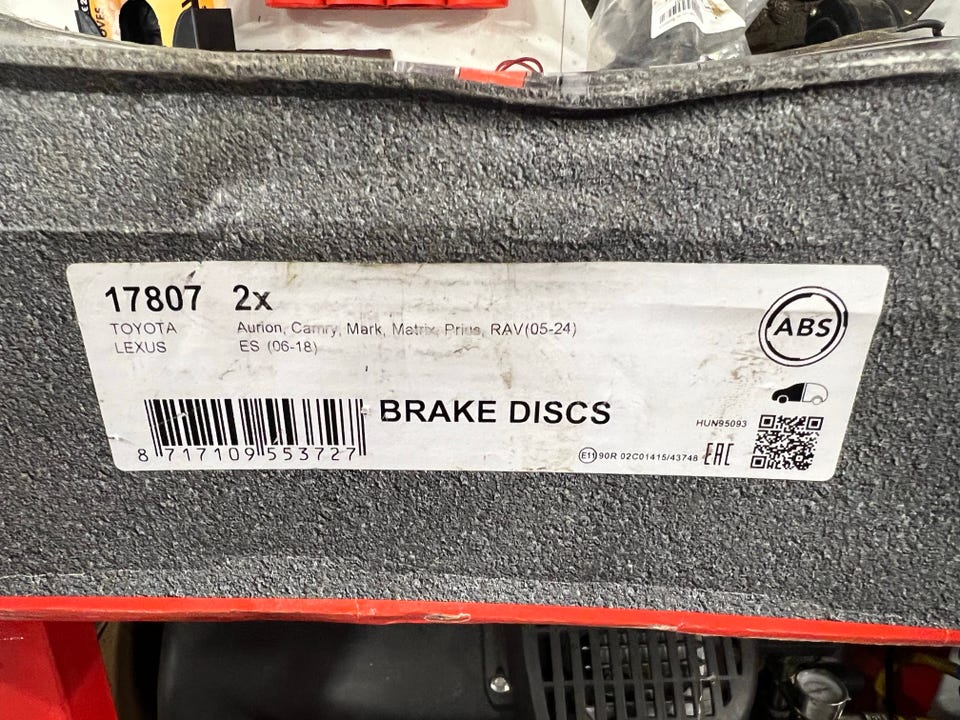 17807 2x
TOYOTA Aurion, Camry, Mark, Matrix, Prius, RAV(05-24)
LEXUS ES (06-18)
ABS
BRAKE DISCS
HUN95093
8 717109 553727
E11 90R 02C01415/43748 EAC